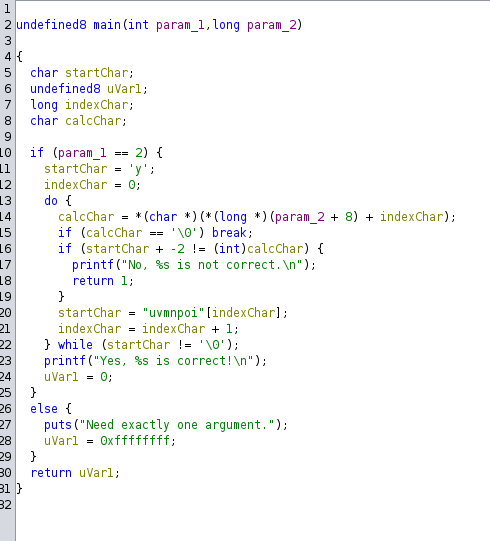 1
2 undefined8 main(int param_1,long param_2)
3
4 {
5 char startChar;
6 undefined8 uVar1;
7 long indexChar;
8 char calcChar;
9
10 if (param_1 == 2) {
11 startChar = 'y';
12 indexChar = 0;
13 do {
14 calcChar = *(char *)(*(long *)(param_2 + 8) + indexChar);
15 if (calcChar == '\0') break;
16 if (startChar + -2 != (int)calcChar) {
17 printf("No, %s is not correct.\n");
18 return 1;
19 }
20 startChar = "uvmnpoi"[indexChar];
21 indexChar = indexChar + 1;
22 } while (startChar != '\0');
23 printf("Yes, %s is correct!\n");
24 uVar1 = 0;
25 }
26 else {
27 puts("Need exactly one argument.");
28 uVar1 = 0xffffffff;
29 }
30 return uVar1;
31 }
32